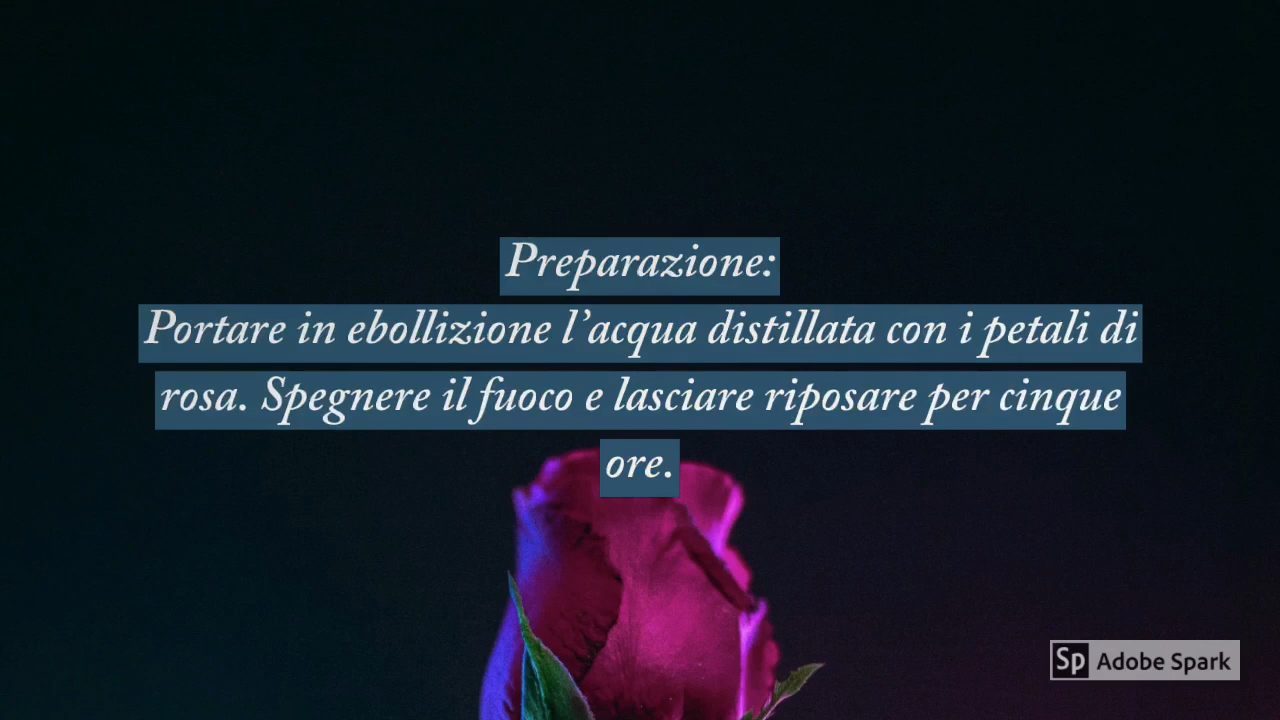 Preparazione:
Portare in ebollizione l’acqua distillata con i petali di
rosa. Spegnere il fuoco e lasciare riposare per cinque
ore.
Sp Adobe Spark